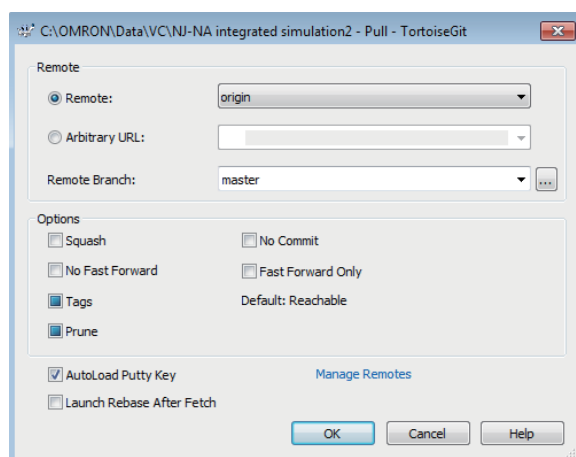 C:\OMRON\Data\VC\NJ-NA integrated simulation2 - Pull - TortoiseGit
Remote
Remote: origin
Arbitrary URL:
Remote Branch: master ...
Options
Squash No Commit
No Fast Forward Fast Forward Only
Tags Default: Reachable
Prune
AutoLoad Putty Key Manage Remotes
Launch Rebase After Fetch
OK Cancel Help